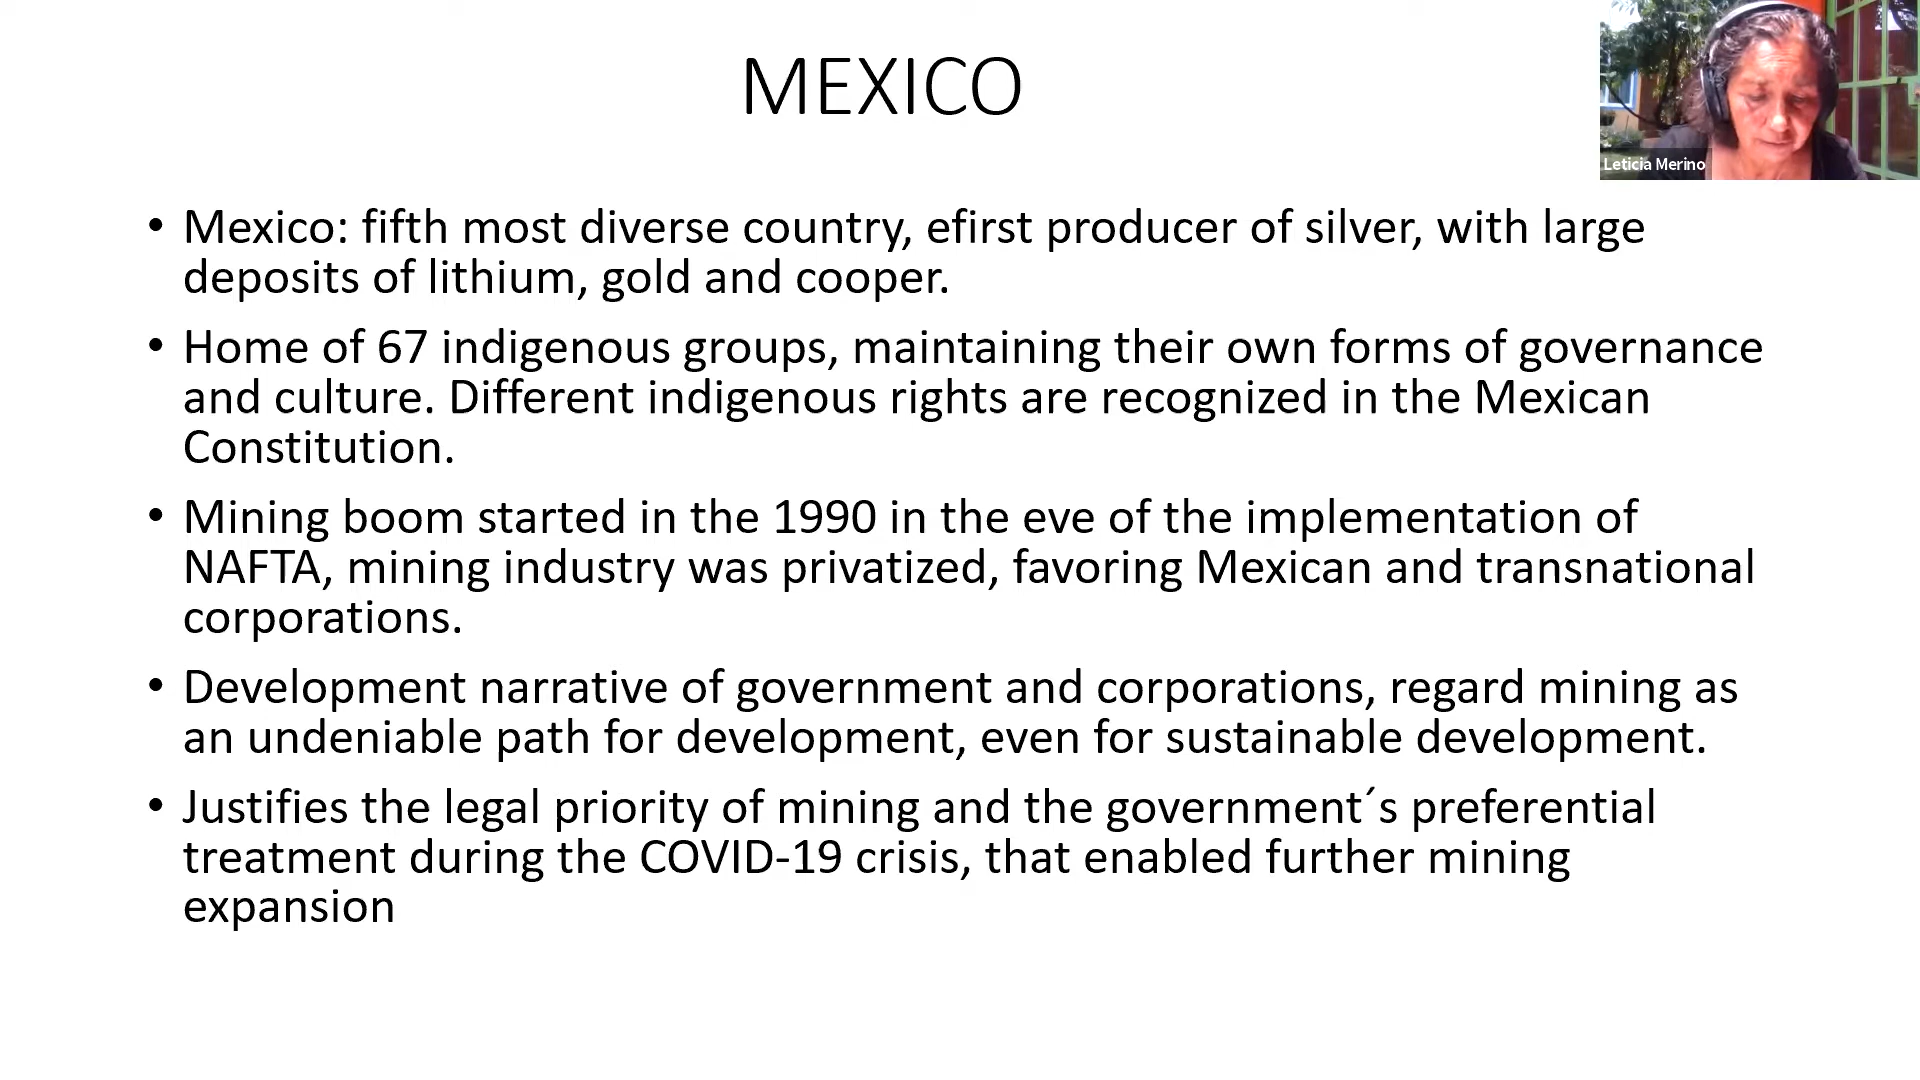 MEXICO
Leticia Merino
• Mexico: fifth most diverse country, efirst producer of silver, with large
deposits of lithium, gold and cooper.
• Home of 67 indigenous groups, maintaining their own forms of governance
and culture. Different indigenous rights are recognized in the Mexican
Constitution.
• Mining boom started in the 1990 in the eve of the implementation of
NAFTA, mining industry was privatized, favoring Mexican and transnational
corporations.
• Development narrative of government and corporations, regard mining as
an undeniable path for development, even for sustainable development.
• Justifies the legal priority of mining and the government´s preferential
treatment during the COVID-19 crisis, that enabled further mining
expansion